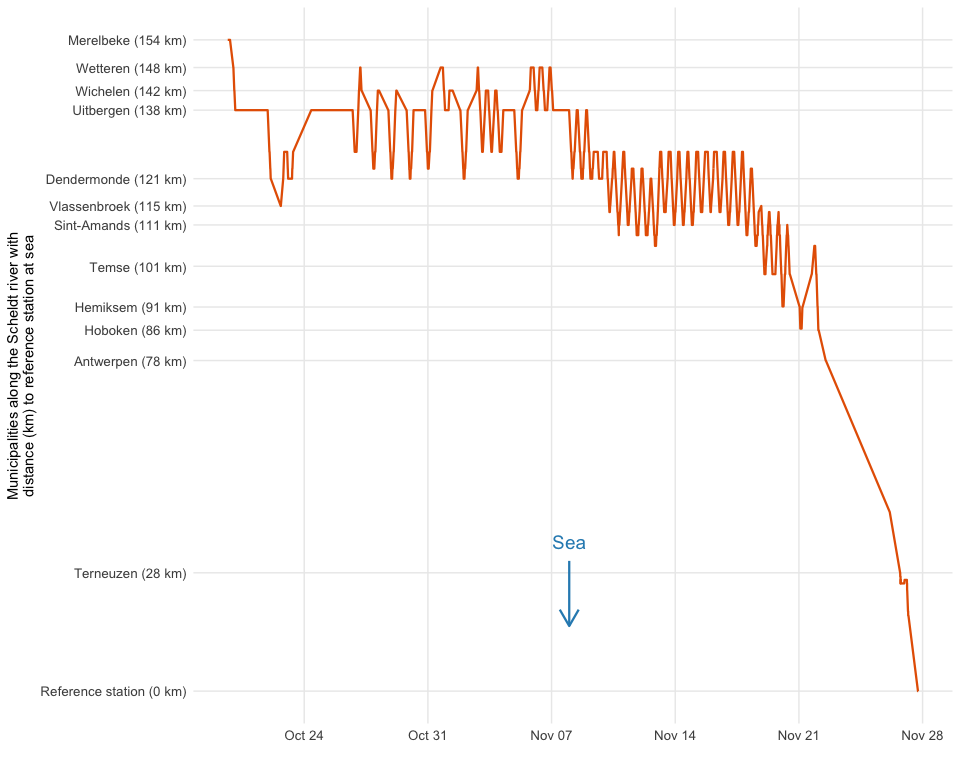 Municipalities along the Scheldt river with
distance (km) to reference station at sea
Merelbeke (154 km)
Wetteren (148 km)
Wichelen (142 km)
Uitbergen (138 km)
Dendermonde (121 km)
Vlassenbroek (115 km)
Sint-Amands (111 km)
Temse (101 km)
Hemiksem (91 km)
Hoboken (86 km)
Antwerpen (78 km)
Terneuzen (28 km)
Reference station (0 km)
Sea
Oct 24
Oct 31
Nov 07
Nov 14
Nov 21
Nov 28